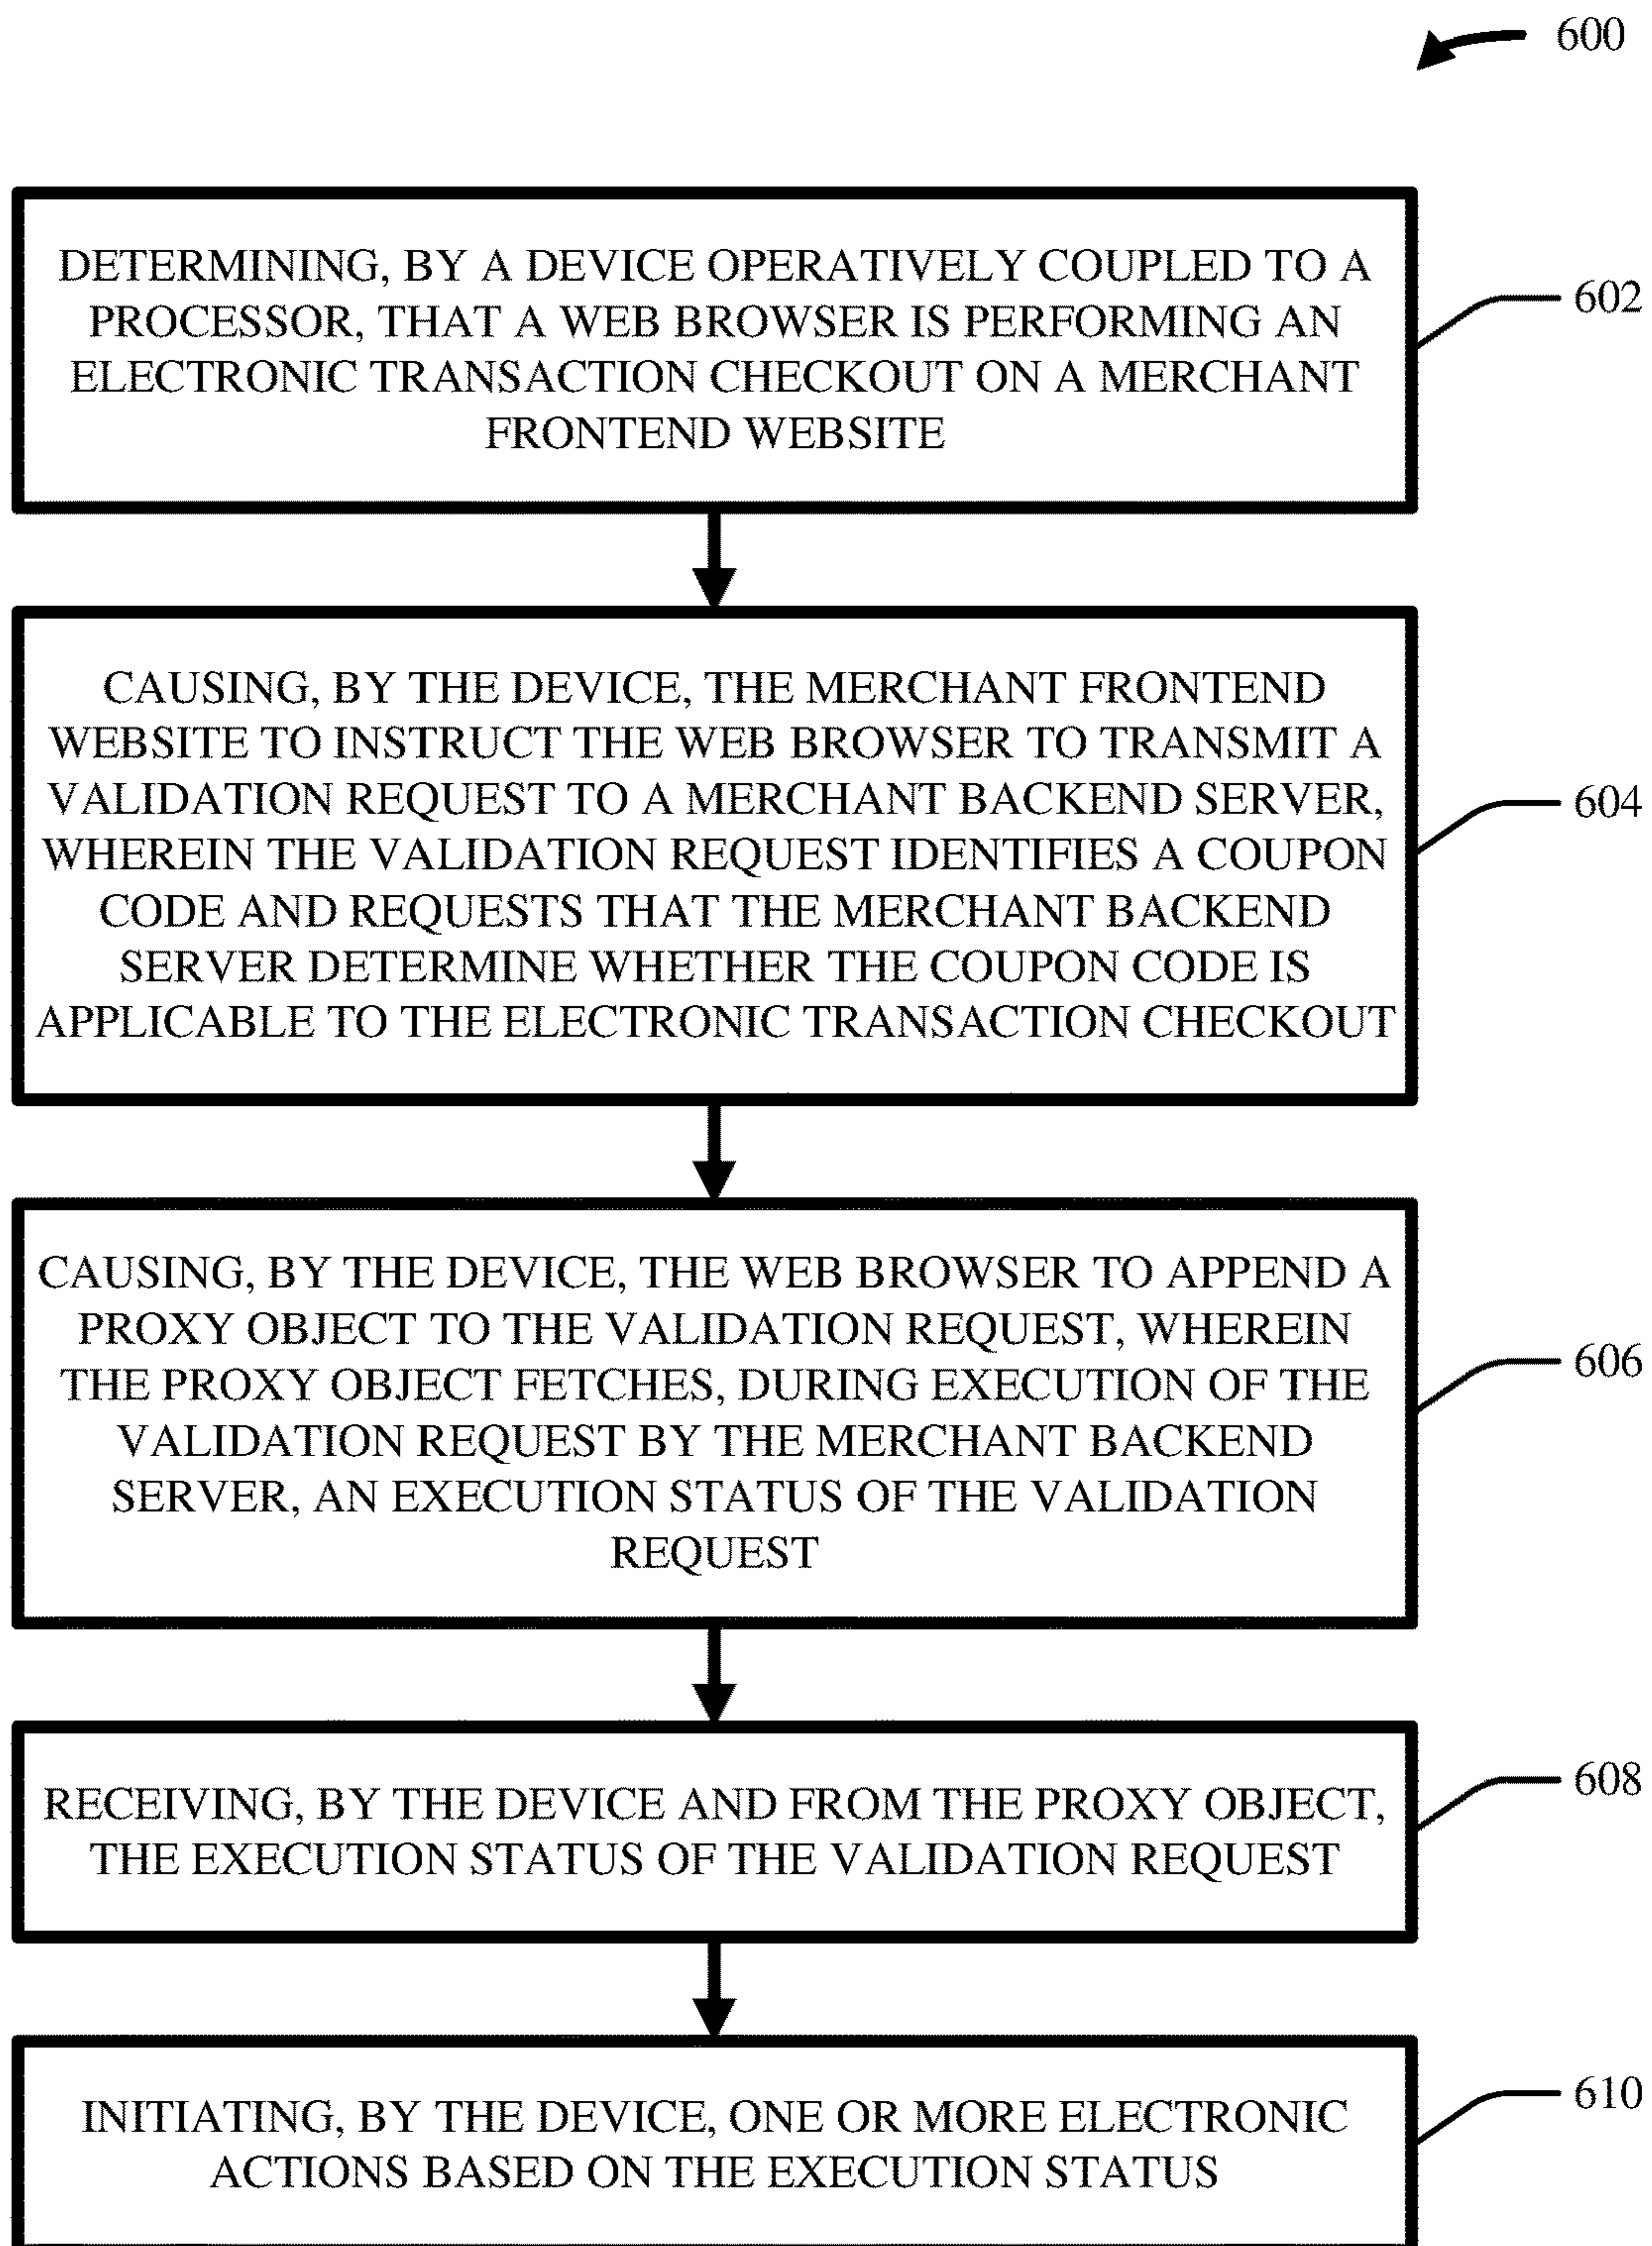 600
DETERMINING, BY A DEVICE OPERATIVELY COUPLED TO A
PROCESSOR, THAT A WEB BROWSER IS PERFORMING AN
ELECTRONIC TRANSACTION CHECKOUT ON A MERCHANT
FRONTEND WEBSITE
602
CAUSING, BY THE DEVICE, THE MERCHANT FRONTEND
WEBSITE TO INSTRUCT THE WEB BROWSER TO TRANSMIT A
VALIDATION REQUEST TO A MERCHANT BACKEND SERVER,
WHEREIN THE VALIDATION REQUEST IDENTIFIES A COUPON
CODE AND REQUESTS THAT THE MERCHANT BACKEND
SERVER DETERMINE WHETHER THE COUPON CODE IS
APPLICABLE TO THE ELECTRONIC TRANSACTION CHECKOUT
604
CAUSING, BY THE DEVICE, THE WEB BROWSER TO APPEND A
PROXY OBJECT TO THE VALIDATION REQUEST, WHEREIN
THE PROXY OBJECT FETCHES, DURING EXECUTION OF THE
VALIDATION REQUEST BY THE MERCHANT BACKEND
SERVER, AN EXECUTION STATUS OF THE VALIDATION
REQUEST
606
RECEIVING, BY THE DEVICE AND FROM THE PROXY OBJECT,
THE EXECUTION STATUS OF THE VALIDATION REQUEST
608
INITIATING, BY THE DEVICE, ONE OR MORE ELECTRONIC
ACTIONS BASED ON THE EXECUTION STATUS
610